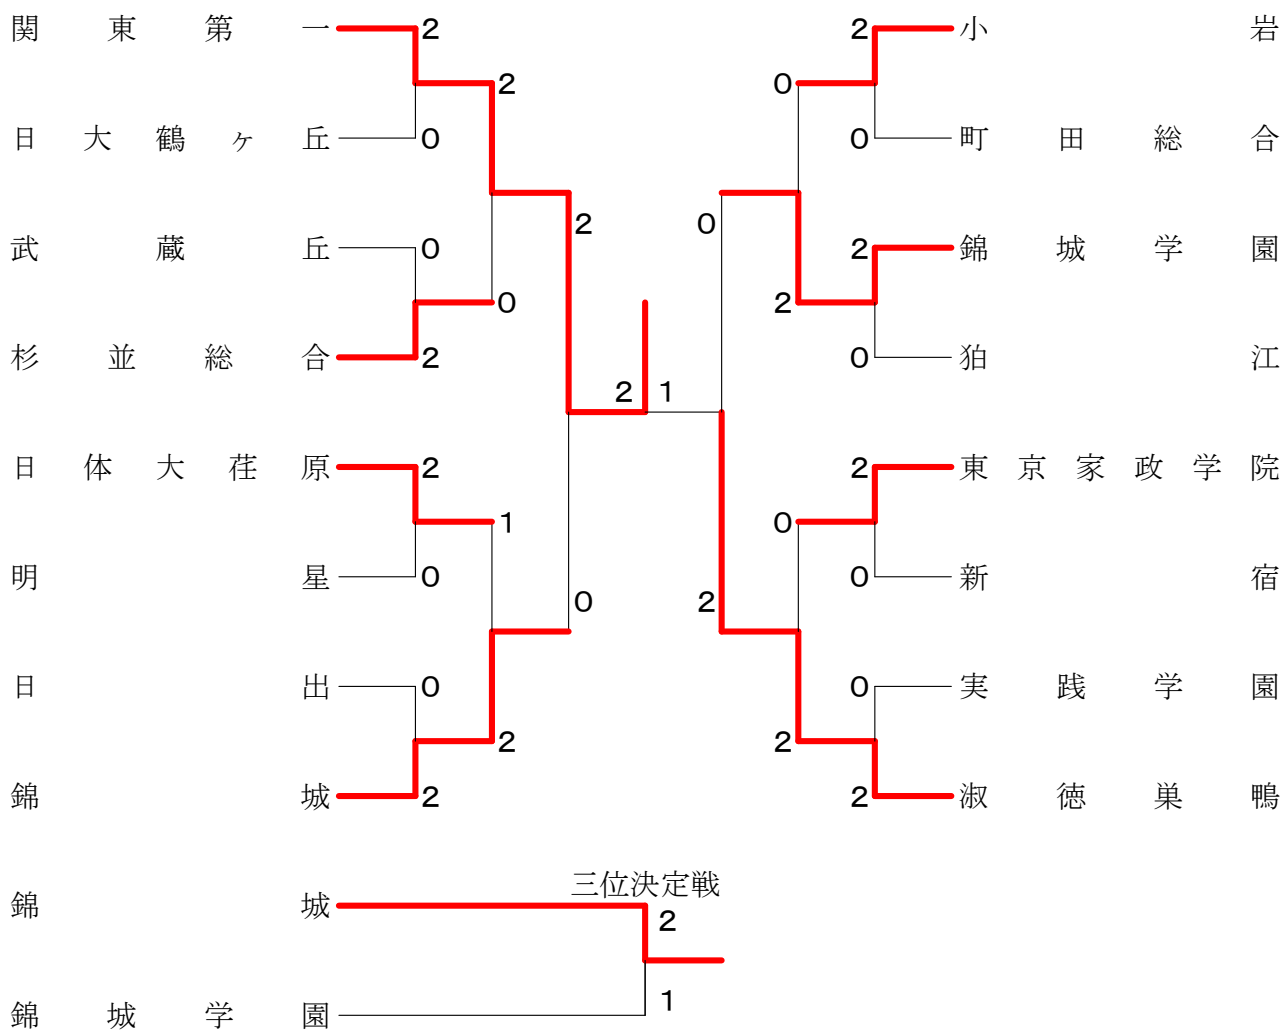 関東第一 2 2 小岩
2 0
日大鶴ヶ丘 0 0 町田総合
2 0
武蔵丘 0 2 錦城学園
0 2
杉並総合 2 0 狛江
2 1
日体大荏原 2 2 東京家政学院
1 0
明星 0 0 新宿
0 2
日出 0 0 実践学園
2 2
錦城 2 2 淑徳巣鴨
三位決定戦
錦城 2
錦城学園 1